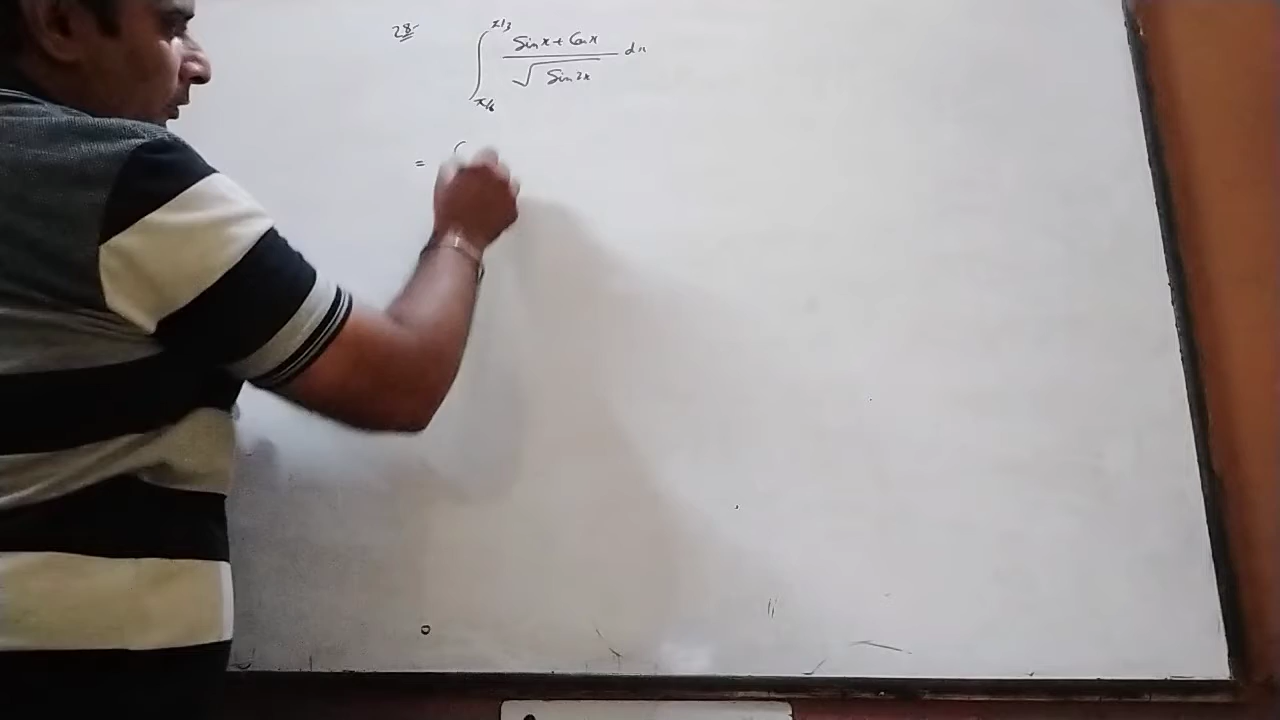 28-
∫_{π/6}^{π/3} Sin x + Cos x / √Sin 2x dx
=